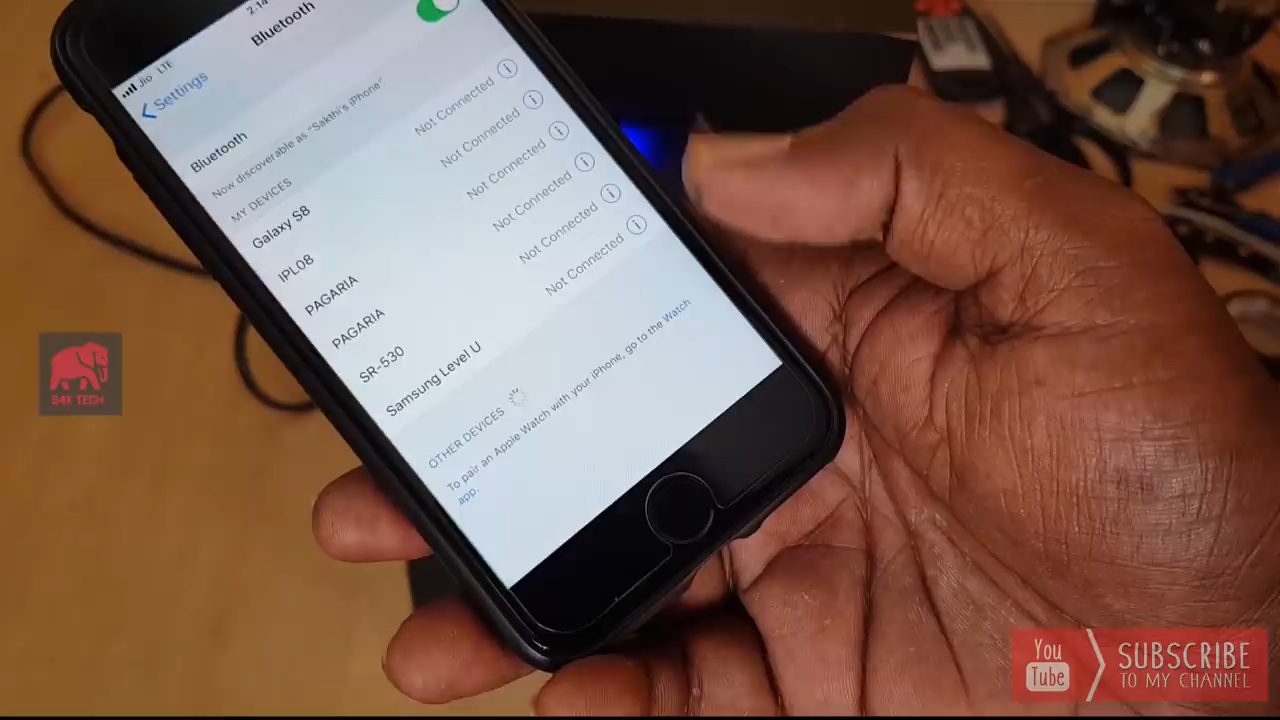 2:14
Jio LTE
Settings
Bluetooth
Bluetooth
Now discoverable as "Sakthi's iPhone".
MY DEVICES
Galaxy S8 Not Connected
IPL08 Not Connected
PAGARIA Not Connected
PAGARIA Not Connected
SR-530 Not Connected
Samsung Level U Not Connected
OTHER DEVICES
To pair an Apple Watch with your iPhone, go to the Watch
app.
S4K TECH
You
Tube
SUBSCRIBE
TO MY CHANNEL